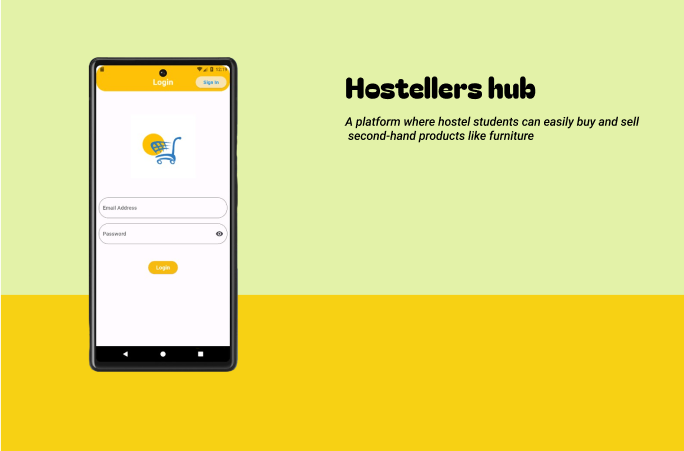 Login
Sign In
Email Address
Password
Login
Hostellers hub
A platform where hostel students can easily buy and sell
second-hand products like furniture